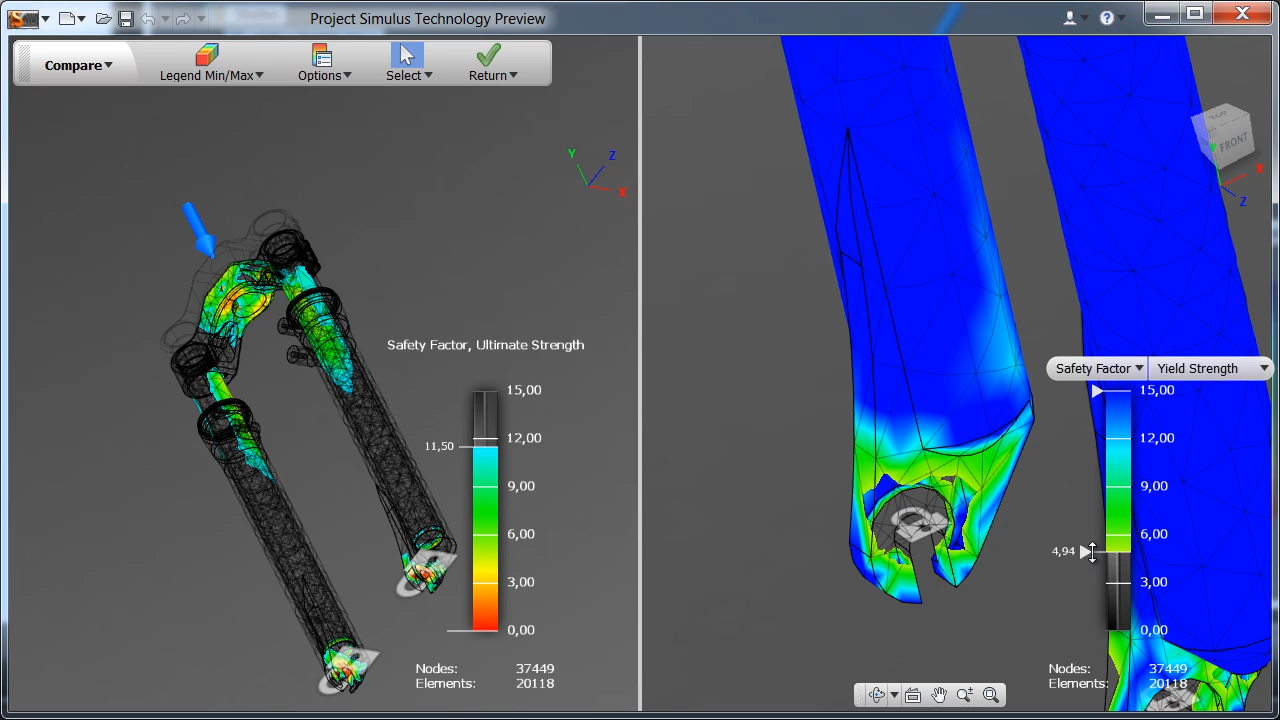 Project Simulus Technology Preview
Compare
Legend Min/Max
Options
Select
Return
Y
Z
X
Safety Factor, Ultimate Strength
15,00
12,00
11,50
9,00
6,00
3,00
0,00
Nodes: 37449
Elements: 20118
TOP
FRONT
Y
X
Z
Safety Factor
Yield Strength
15,00
12,00
9,00
6,00
4,94
3,00
0,00
Nodes: 37449
Elements: 20118